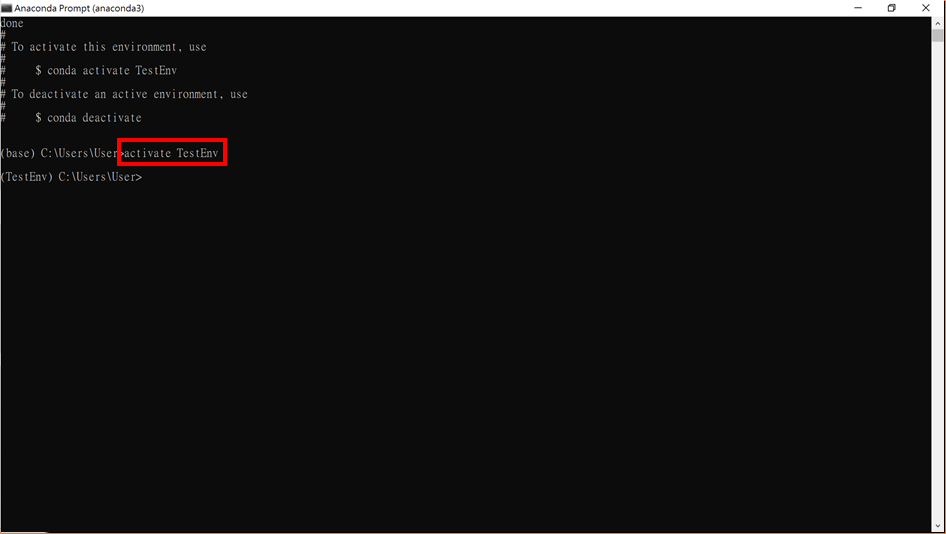 Anaconda Prompt (anaconda3)
done
#
# To activate this environment, use
#
#     $ conda activate TestEnv
#
# To deactivate an active environment, use
#
#     $ conda deactivate
(base) C:\Users\User>activate TestEnv
(TestEnv) C:\Users\User>